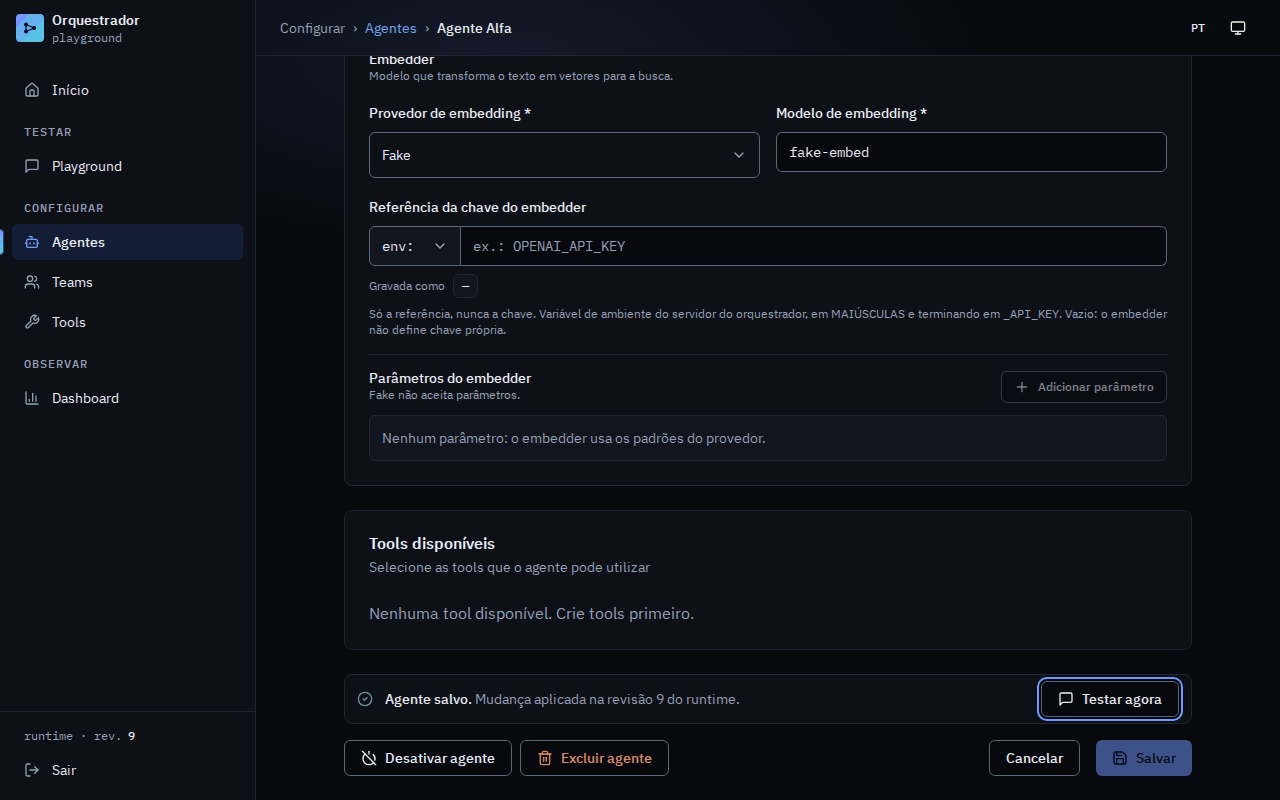 Orquestrador
playground
Configurar › Agentes › Agente Alfa
PT
Início
TESTAR
Playground
CONFIGURAR
Agentes
Teams
Tools
OBSERVAR
Dashboard
runtime · rev. 9
Sair
Embedder
Modelo que transforma o texto em vetores para a busca.
Provedor de embedding *
Modelo de embedding *
Fake
fake-embed
Referência da chave do embedder
env:
ex.: OPENAI_API_KEY
Gravada como —
Só a referência, nunca a chave. Variável de ambiente do servidor do orquestrador, em MAIÚSCULAS e terminando em _API_KEY. Vazio: o embedder
não define chave própria.
Parâmetros do embedder
Fake não aceita parâmetros.
Adicionar parâmetro
Nenhum parâmetro: o embedder usa os padrões do provedor.
Tools disponíveis
Selecione as tools que o agente pode utilizar
Nenhuma tool disponível. Crie tools primeiro.
Agente salvo. Mudança aplicada na revisão 9 do runtime.
Testar agora
Desativar agente
Excluir agente
Cancelar
Salvar